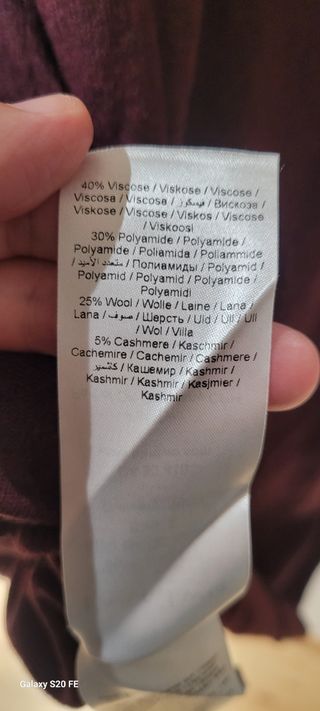 40% Viscose / Viskose / Viscose /
Viscosa / Viscosa / فيسكوز / Вискоза /
Viskose / Viscose / Viskos / Viscose
/ Viskoosi
30% Polyamide / Polyamide /
Polyamide / Poliamida / Poliammide
/ متعدد الأميد / Полиамиды / Polyamid /
Polyamid / Polyamid / Polyamide /
Polyamidi
25% Wool / Wolle / Laine / Lana /
Lana / صوف / Шерсть / Uld / Ull / Ull
/ Wol / Villa
5% Cashmere / Kaschmir /
Cachemire / Cachemir / Cashmere /
كاشمير / Кашемир / Kashmir /
Kashmir / Kashmir / Kasjmier /
Kashmir
Galaxy S20 FE